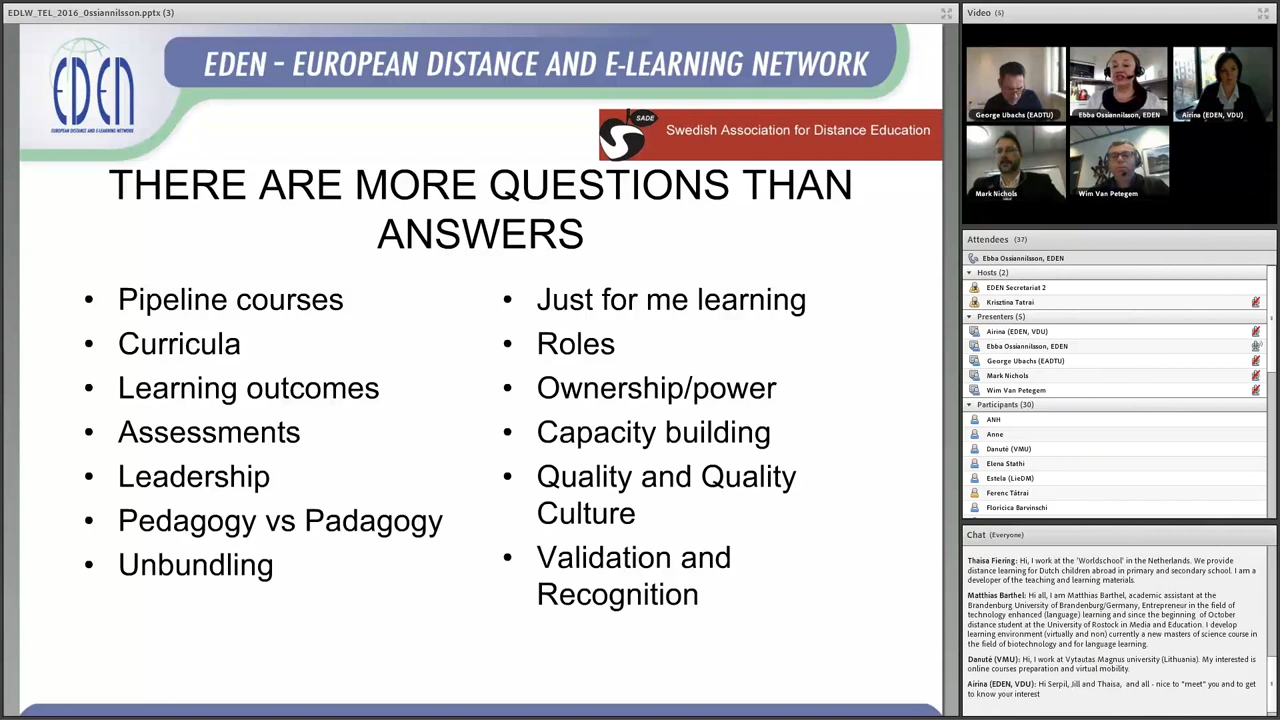 EDLW_TEL_2016_Ossiannilsson.pptx (3)
EDEN
EUROPEAN DISTANCE AND E-LEARNING NETWORK
EDEN – EUROPEAN DISTANCE AND E-LEARNING NETWORK
SADE
Swedish Association for Distance Education
THERE ARE MORE QUESTIONS THAN
ANSWERS
• Pipeline courses
• Curricula
• Learning outcomes
• Assessments
• Leadership
• Pedagogy vs Padagogy
• Unbundling
• Just for me learning
• Roles
• Ownership/power
• Capacity building
• Quality and Quality
Culture
• Validation and
Recognition
Video (5)
George Ubachs (EADTU)
Ebba Ossiannilsson, EDEN
Airina (EDEN, VDU)
Mark Nichols
Wim Van Petegem
Attendees (37)
Ebba Ossiannilsson, EDEN
Hosts (2)
EDEN Secretariat 2
Krisztina Tatrai
Presenters (5)
Airina (EDEN, VDU)
Ebba Ossiannilsson, EDEN
George Ubachs (EADTU)
Mark Nichols
Wim Van Petegem
Participants (30)
ANH
Anne
Danuté (VMU)
Elena Stathi
Estela (LieDM)
Ferenc Tátrai
Floricica Barvinschi
Chat (Everyone)
Thaisa Fiering: Hi, I work at the 'Worldschool' in the Netherlands. We provide
distance learning for Dutch children abroad in primary and secondary school. I am a
developer of the teaching and learning materials.
Matthias Barthel: Hi all, I am Matthias Barthel, academic assistant at the
Brandenburg University of Brandenburg/Germany, Entrepreneur in the field of
technology enhanced (language) learning and since the beginning of October
distance student at the University of Rostock in Media and Education. I develop
learning environment (virtually and non) currently a new masters of science course in
the field of biotechnology and for language learning.
Danuté (VMU): Hi, I work at Vytautas Magnus university (Lithuania). My interested is
online courses preparation and virtual mobility.
Airina (EDEN, VDU): Hi Serpil, Jill and Thaisa, and all - nice to "meet" you and to get
to know your interest